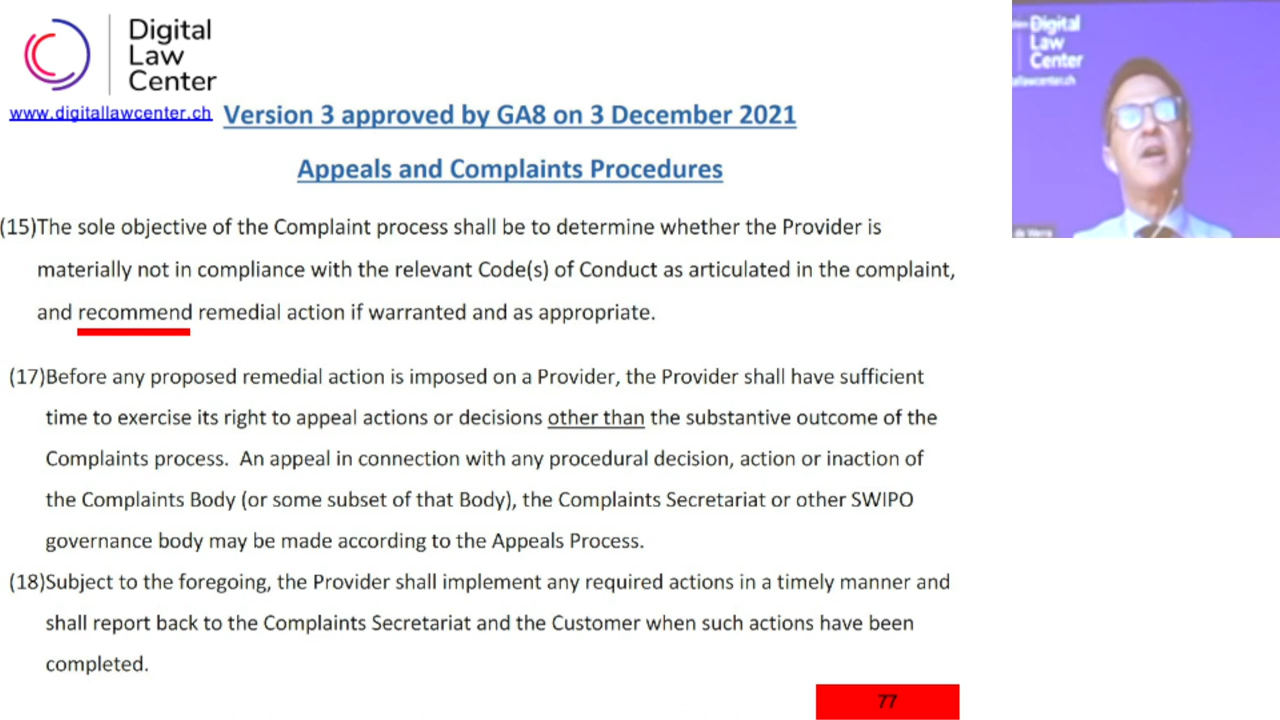 Digital
Law
Center
www.digitallawcenter.ch
Version 3 approved by GA8 on 3 December 2021
Appeals and Complaints Procedures
(15)The sole objective of the Complaint process shall be to determine whether the Provider is
materially not in compliance with the relevant Code(s) of Conduct as articulated in the complaint,
and recommend remedial action if warranted and as appropriate.
(17)Before any proposed remedial action is imposed on a Provider, the Provider shall have sufficient
time to exercise its right to appeal actions or decisions other than the substantive outcome of the
Complaints process. An appeal in connection with any procedural decision, action or inaction of
the Complaints Body (or some subset of that Body), the Complaints Secretariat or other SWIPO
governance body may be made according to the Appeals Process.
(18)Subject to the foregoing, the Provider shall implement any required actions in a timely manner and
shall report back to the Complaints Secretariat and the Customer when such actions have been
completed.
77
Digital
Law
Center